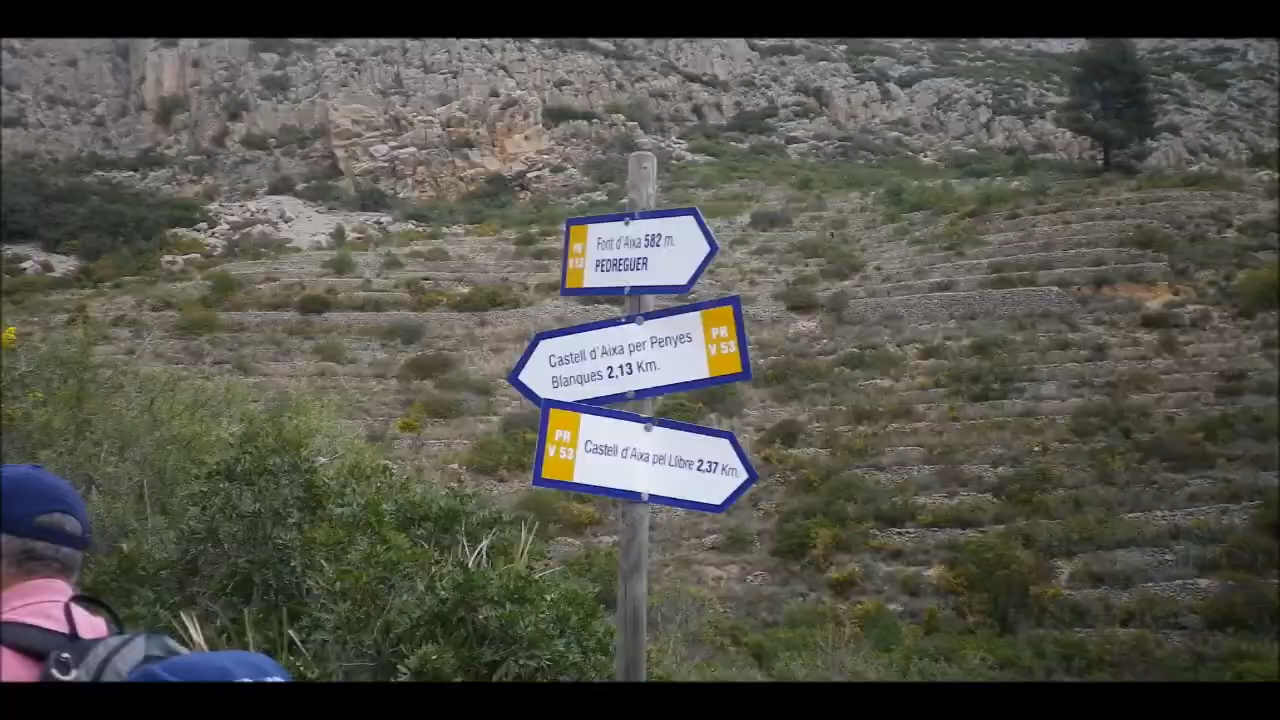 PR
V 53
Font d'Aixa 582 m.
PEDREGUER
Castell d'Aixa per Penyes
Blanques 2,13 Km.
PR
V 53
PR
V 53
Castell d'Aixa pel Llibre 2,37 Km.